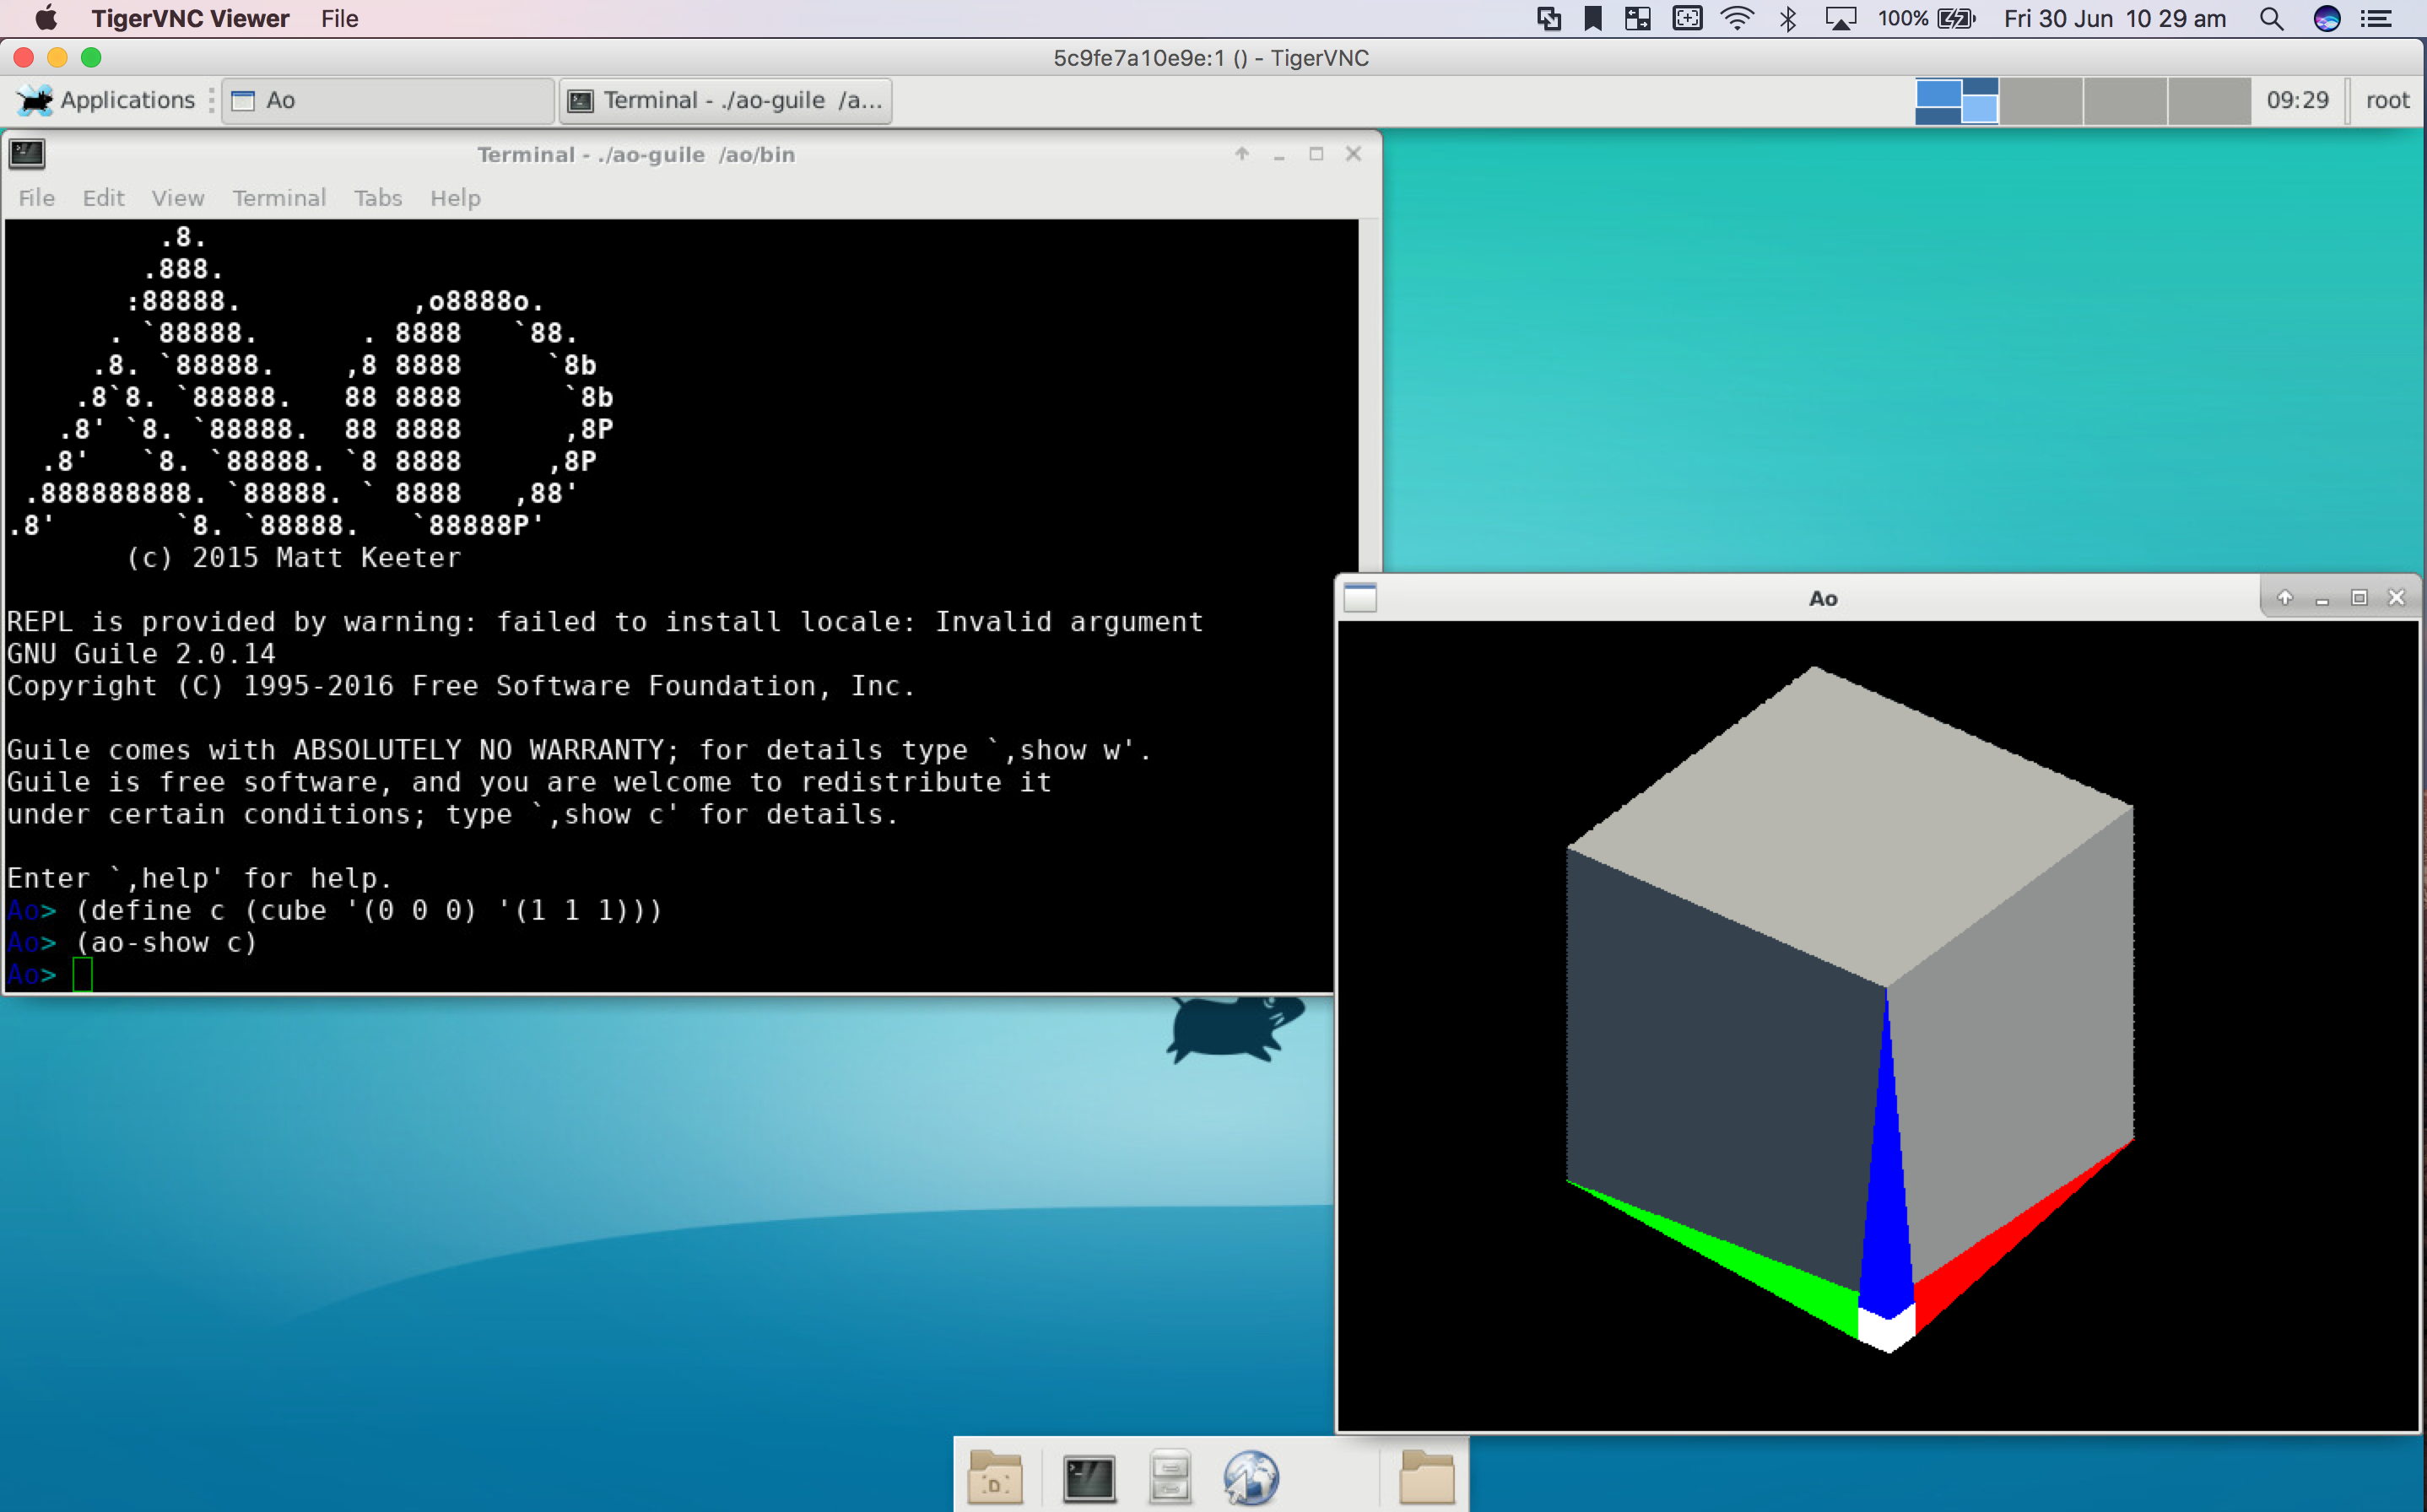 TigerVNC Viewer File 100% Fri 30 Jun 10 29 am
5c9fe7a10e9e:1 () - TigerVNC
Applications Ao Terminal - ./ao-guile /a... 09:29 root
Terminal - ./ao-guile /ao/bin
File Edit View Terminal Tabs Help
         .8.
        .888.
       :88888.          ,o8888o.
      . `88888.      . 8888   `88.
     .8. `88888.    ,8 8888     `8b
    .8`8. `88888.   88 8888      `8b
   .8' `8. `88888.  88 8888      ,8P
  .8'   `8. `88888. `8 8888     ,8P
 .888888888. `88888. ` 8888   ,88'
.8'       `8. `88888.   `88888P'
       (c) 2015 Matt Keeter
REPL is provided by warning: failed to install locale: Invalid argument
GNU Guile 2.0.14
Copyright (C) 1995-2016 Free Software Foundation, Inc.
Guile comes with ABSOLUTELY NO WARRANTY; for details type `,show w'.
Guile is free software, and you are welcome to redistribute it
under certain conditions; type `,show c' for details.
Enter `,help' for help.
Ao> (define c (cube '(0 0 0) '(1 1 1)))
Ao> (ao-show c)
Ao>
Ao